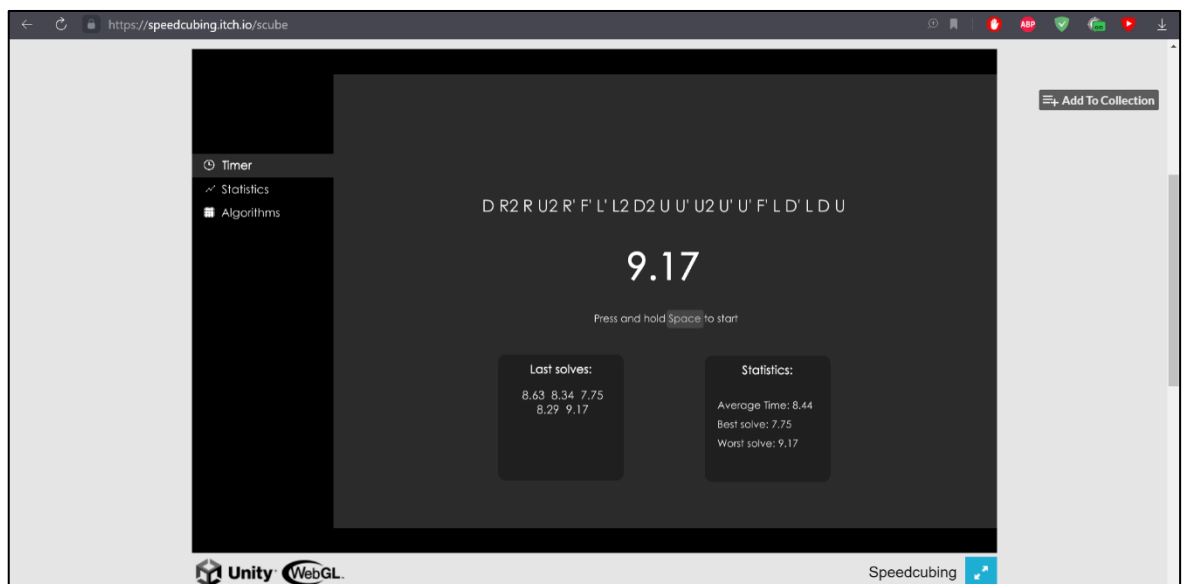 https://speedcubing.itch.io/scube
ABP
Add To Collection
Timer
Statistics
Algorithms
D R2 R U2 R' F' L' L2 D2 U U' U2 U' U' F' L D' L D U
9.17
Press and hold Space to start
Last solves:
8.63 8.34 7.75
8.29 9.17
Statistics:
Average Time: 8.44
Best solve: 7.75
Worst solve: 9.17
Unity WebGL.
Speedcubing